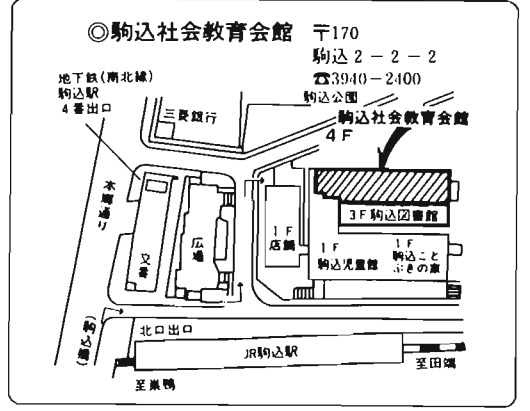 ◎駒込社会教育会館 〒170
駒込2-2-2
☎3940-2400
地下鉄(南北線)
駒込駅
4番出口
三菱銀行
駒込公園
駒込社会教育会館
4F
本郷通り
交番
広場
1F
店舗
3F駒込図書館
1F
駒込児童館
1F
駒込こと
ぶきの家
(駒込橋)
北口出口
JR駒込駅
至巣鴨
至田端